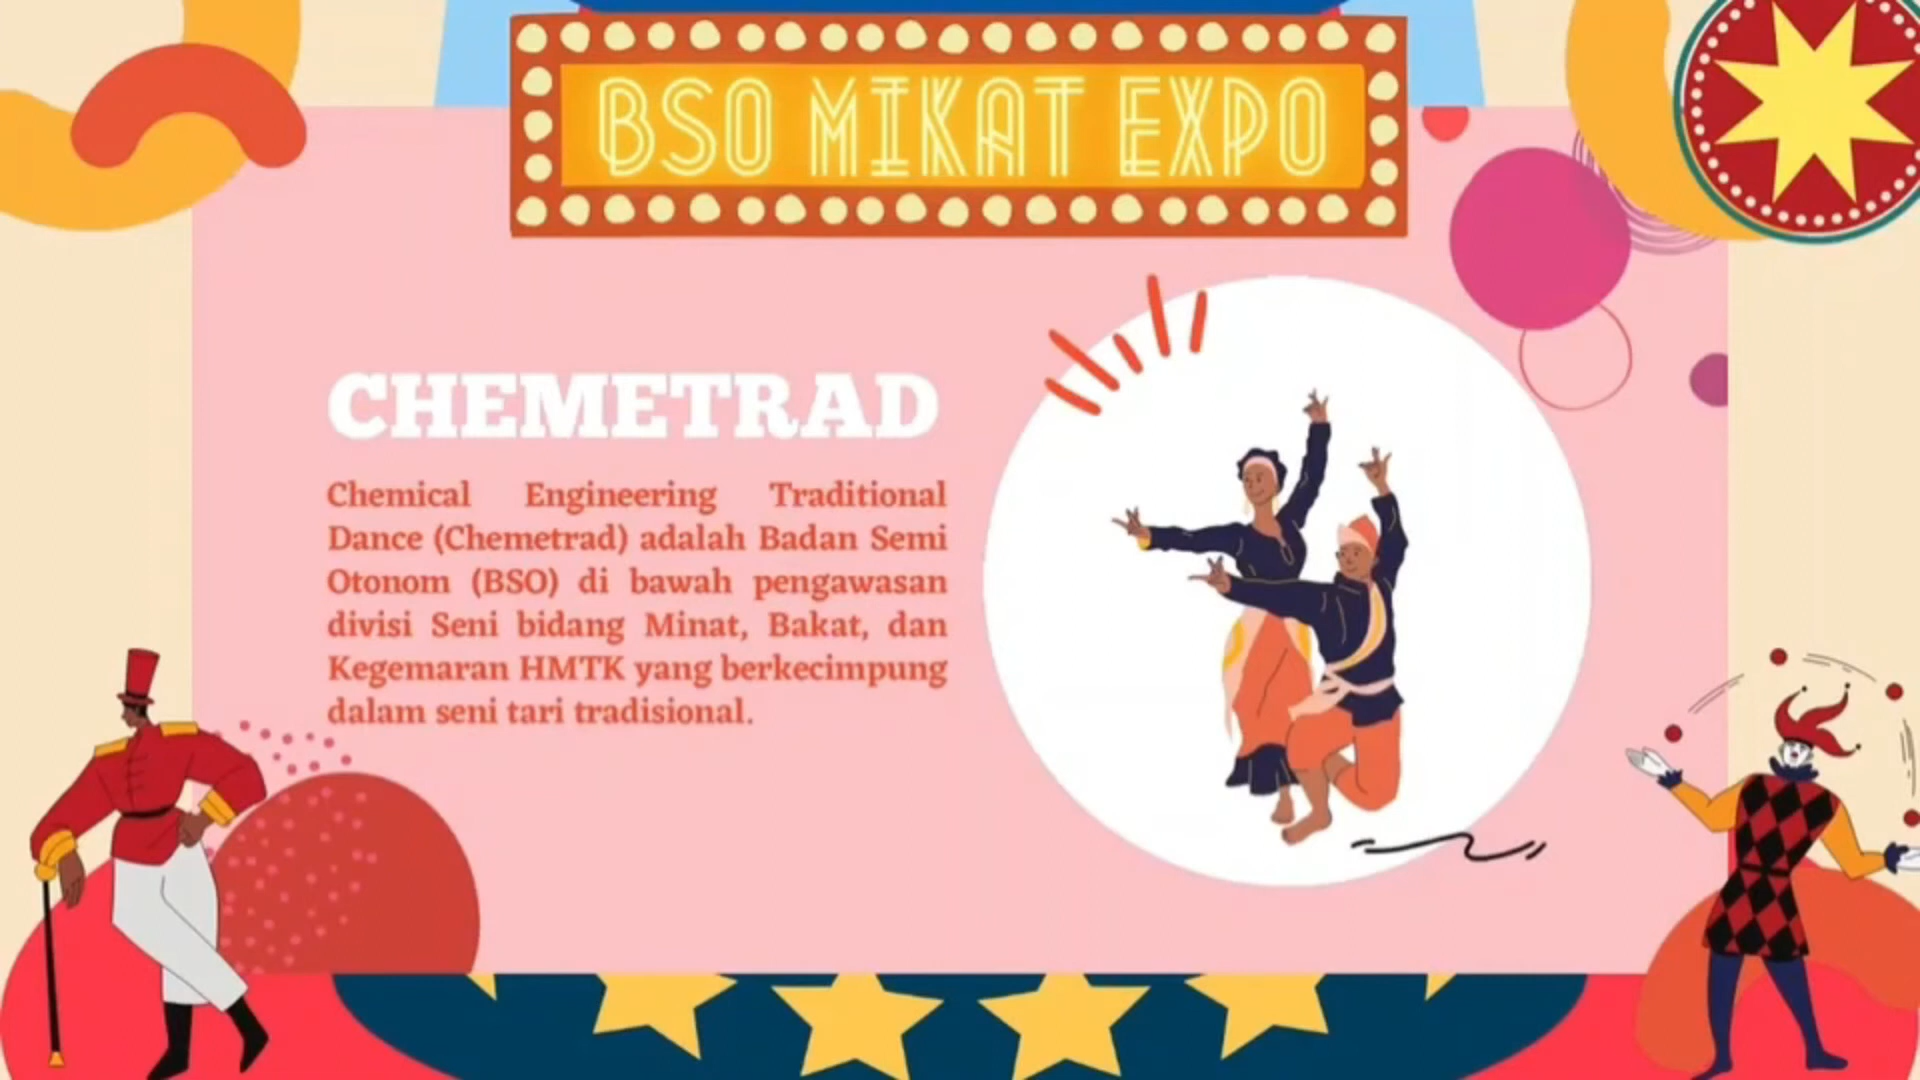 BSO MIKAT EXPO
CHEMETRAD
Chemical Engineering Traditional
Dance (Chemetrad) adalah Badan Semi
Otonom (BSO) di bawah pengawasan
divisi Seni bidang Minat, Bakat, dan
Kegemaran HMTK yang berkecimpung
dalam seni tari tradisional.